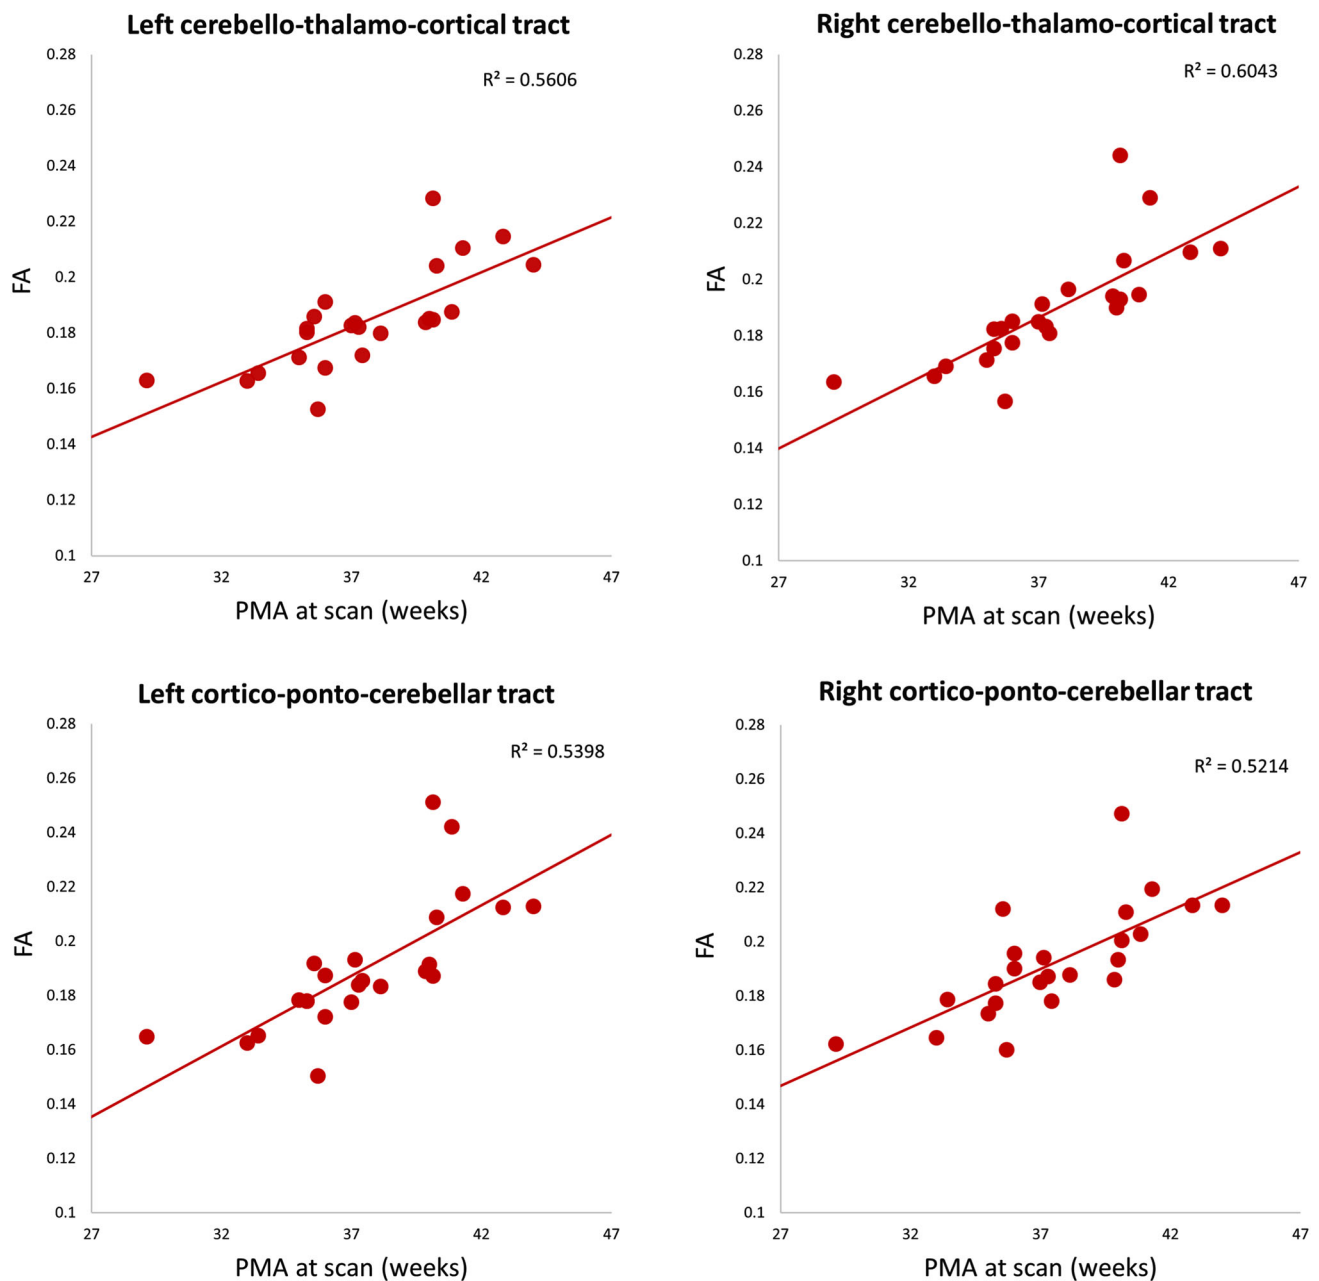 Left cerebello-thalamo-cortical tract
R² = 0.5606
0.28
0.26
0.24
0.22
0.2
0.18
0.16
0.14
0.12
0.1
FA
27 32 37 42 47
PMA at scan (weeks)
Right cerebello-thalamo-cortical tract
R² = 0.6043
0.28
0.26
0.24
0.22
0.2
0.18
0.16
0.14
0.12
0.1
FA
27 32 37 42 47
PMA at scan (weeks)
Left cortico-ponto-cerebellar tract
R² = 0.5398
0.28
0.26
0.24
0.22
0.2
0.18
0.16
0.14
0.12
0.1
FA
27 32 37 42 47
PMA at scan (weeks)
Right cortico-ponto-cerebellar tract
R² = 0.5214
0.28
0.26
0.24
0.22
0.2
0.18
0.16
0.14
0.12
0.1
FA
27 32 37 42 47
PMA at scan (weeks)